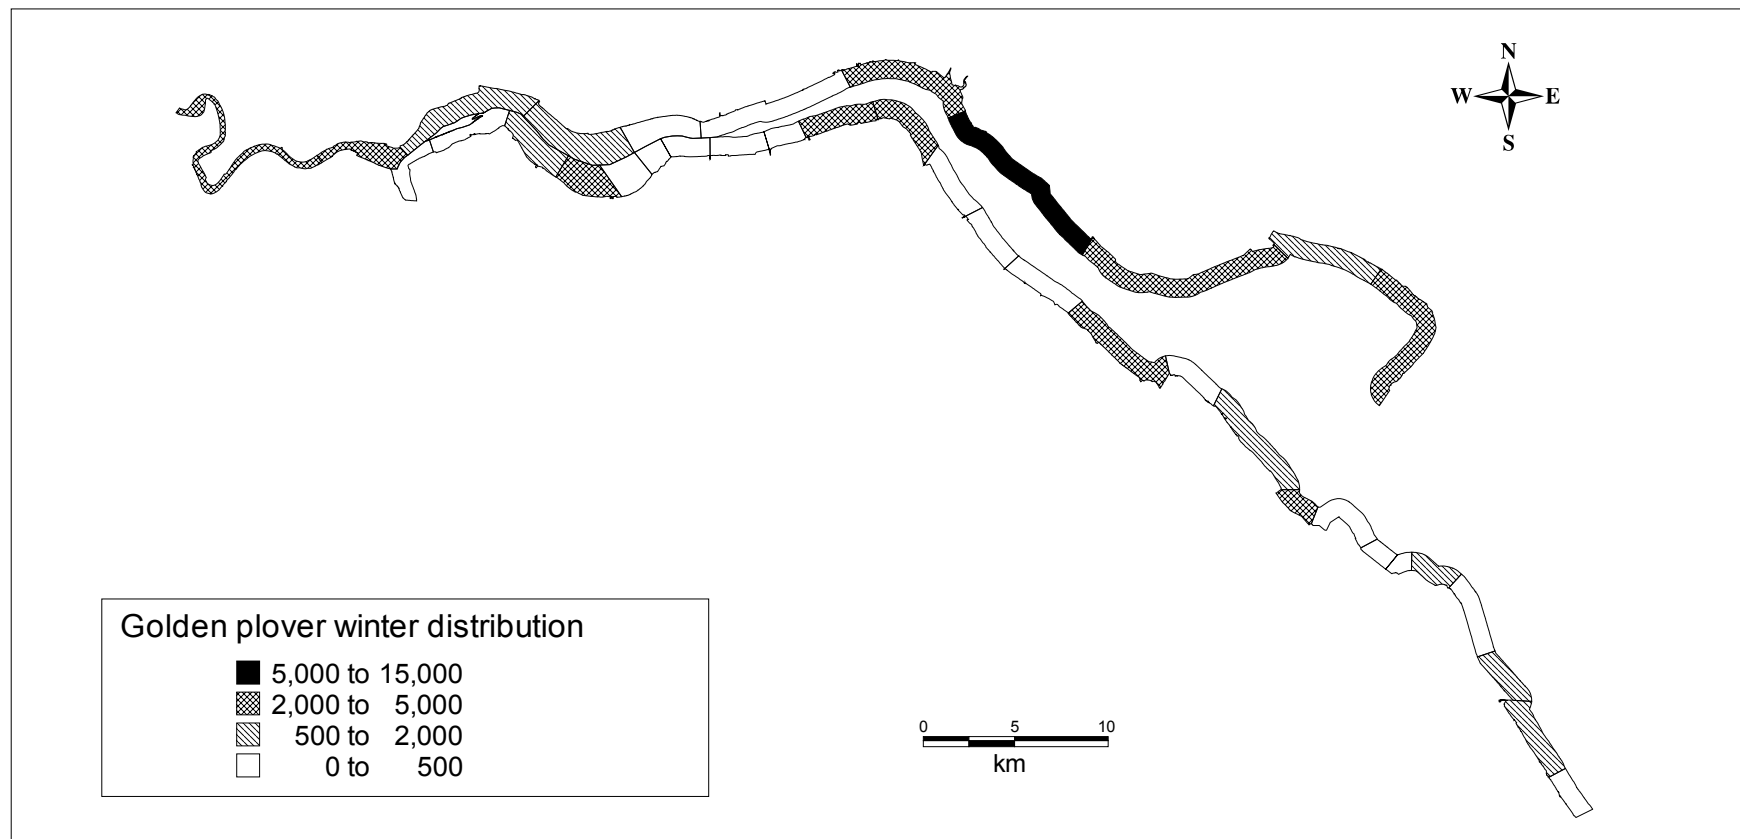 N
W E
S
Golden plover winter distribution
5,000 to 15,000
2,000 to 5,000
500 to 2,000
0 to 500
0 5 10
km